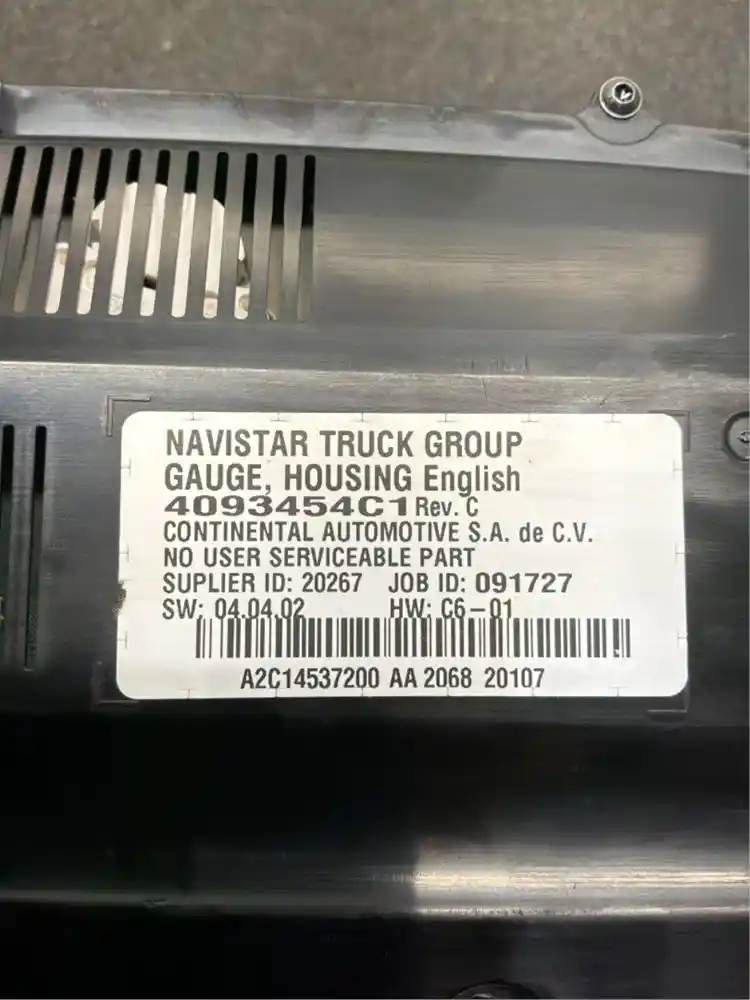 NAVISTAR TRUCK GROUP
GAUGE, HOUSING English
4093454C1 Rev. C
CONTINENTAL AUTOMOTIVE S.A. de C.V.
NO USER SERVICEABLE PART
SUPLIER ID: 20267 JOB ID: 091727
SW: 04.04.02 HW: C6-01
A2C14537200 AA 2068 20107